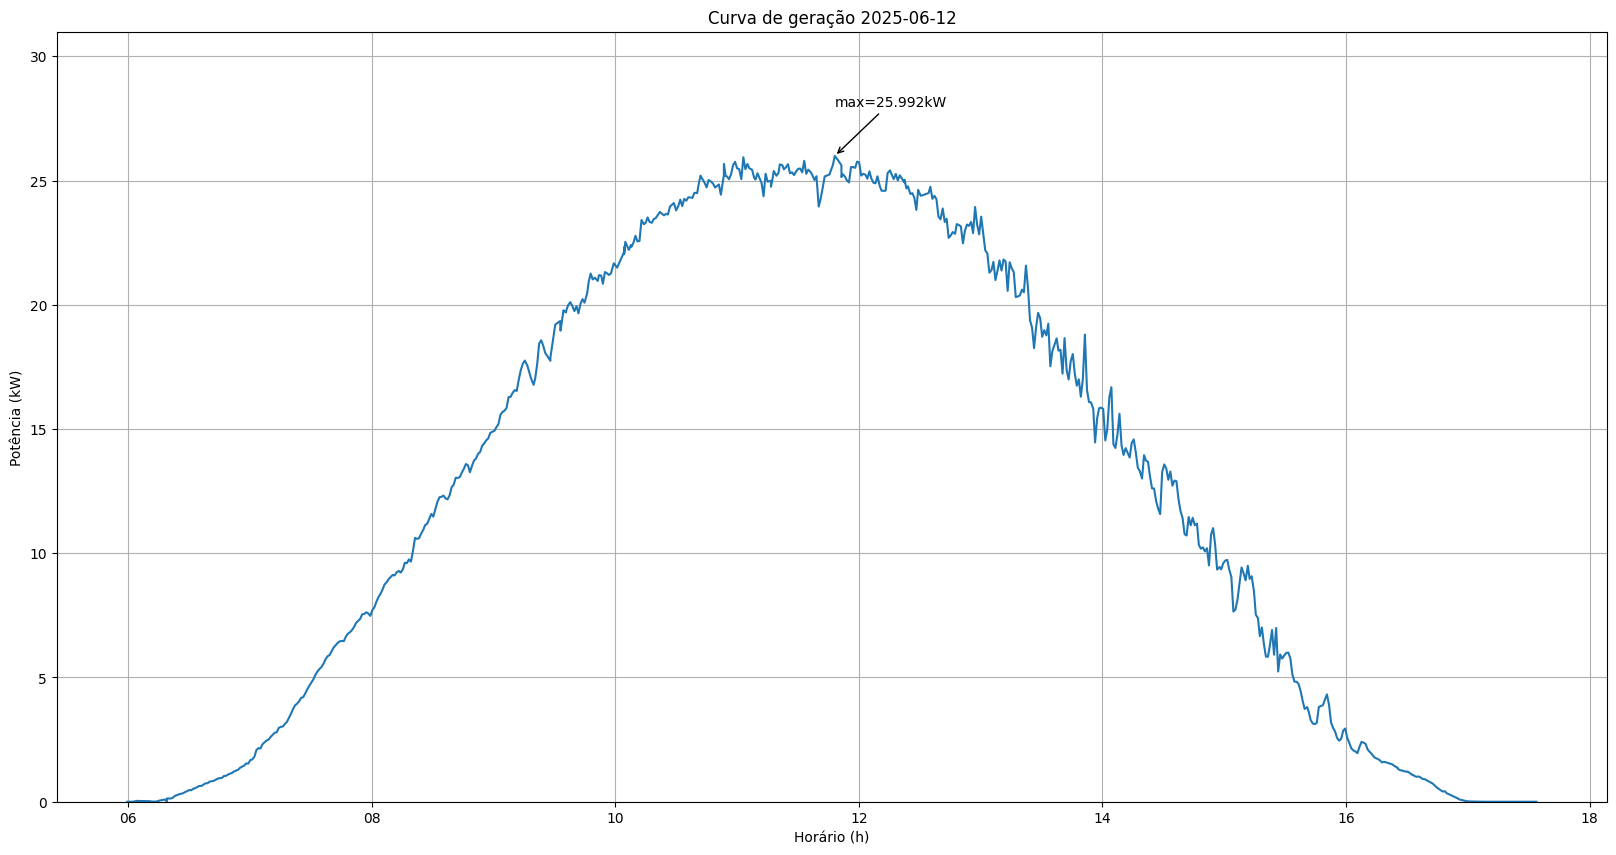 Curva de geração 2025-06-12
30
max=25.992kW
25
20
15
10
5
0
Potência (kW)
06 08 10 12 14 16 18
Horário (h)